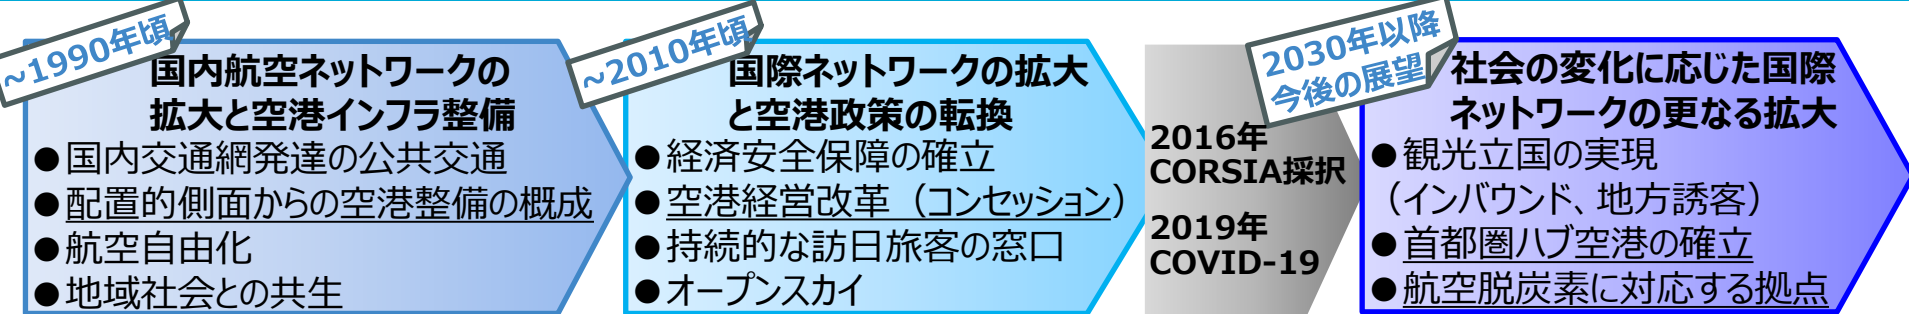 ~1990年頃
国内航空ネットワークの
拡大と空港インフラ整備
●国内交通網発達の公共交通
●配置的側面からの空港整備の概成
●航空自由化
●地域社会との共生
~2010年頃
国際ネットワークの拡大
と空港政策の転換
●経済安全保障の確立
●空港経営改革（コンセッション）
●持続的な訪日旅客の窓口
●オープンスカイ
2016年
CORSIA採択
2019年
COVID-19
2030年以降
今後の展望
社会の変化に応じた国際
ネットワークの更なる拡大
●観光立国の実現
（インバウンド、地方誘客）
●首都圏ハブ空港の確立
●航空脱炭素に対応する拠点